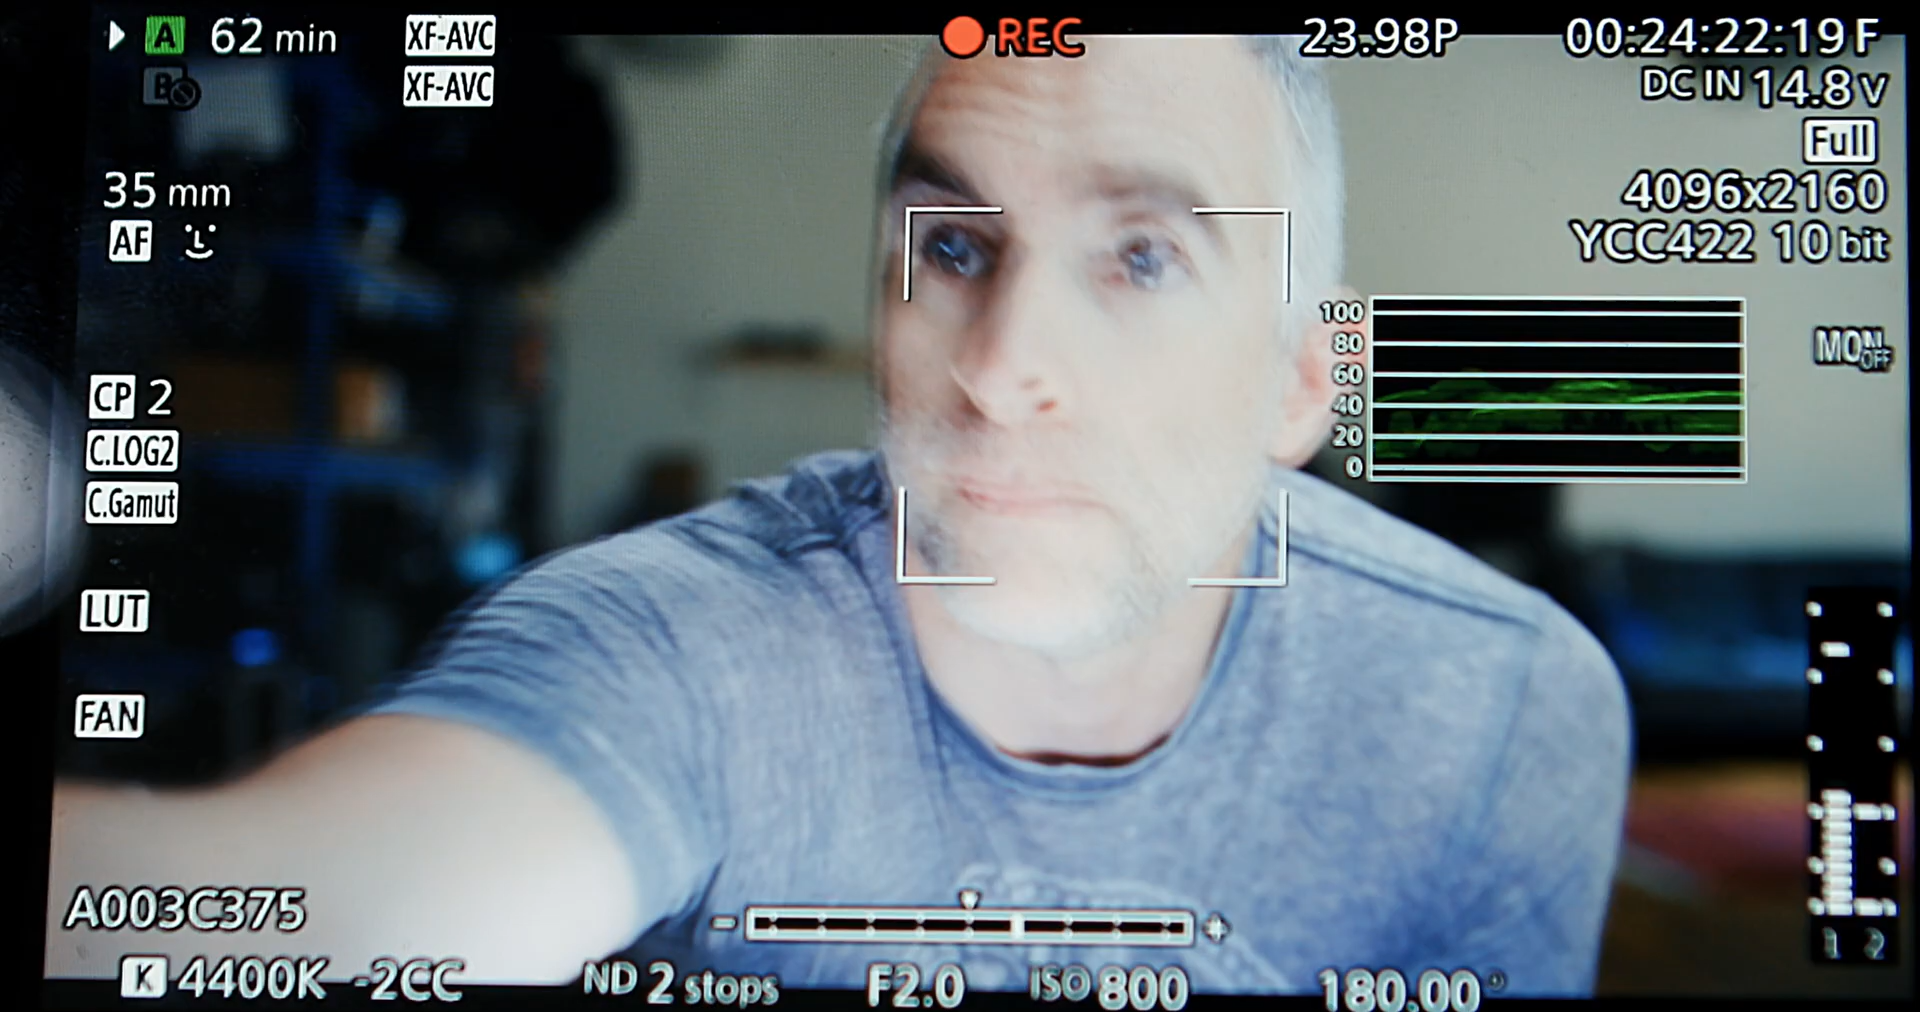 A 62 min XF-AVC REC 23.98P 00:24:22:19 F
B XF-AVC DC IN 14.8 V
Full
35 mm 4096x2160
AF YCC422 10 bit
100
80
60
40
20
0
MON OFF
CP 2
C.LOG2
C.Gamut
LUT
FAN
A003C375
- +
1 2
K 4400K -2CC ND 2 stops F2.0 ISO 800 180.00°